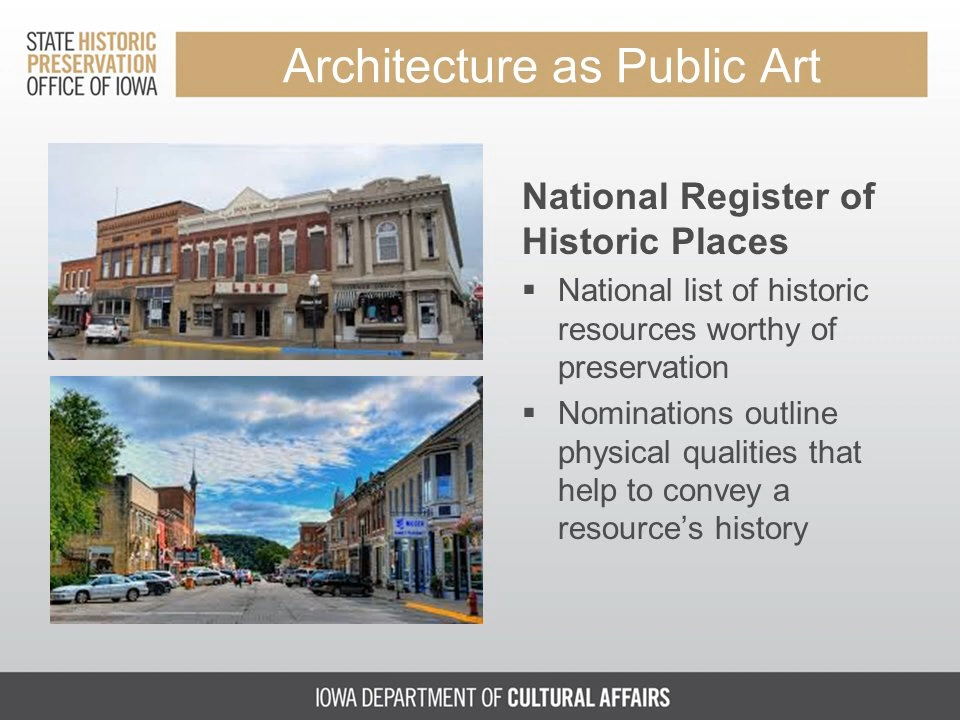 STATE HISTORIC
PRESERVATION
OFFICE OF IOWA
Architecture as Public Art
National Register of
Historic Places
▪ National list of historic
resources worthy of
preservation
▪ Nominations outline
physical qualities that
help to convey a
resource’s history
IOWA DEPARTMENT OF CULTURAL AFFAIRS